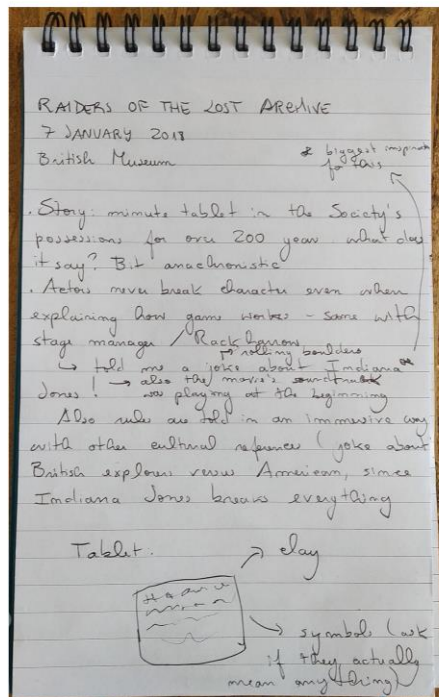 RAIDERS OF THE LOST ARCHIVE
7 JANUARY 2018
British Museum
& biggest inspiration
for this
. Story: minute tablet in the Society's
possessions for over 200 year what does
it say? Bit anachronistic
. Actors never break character even when
explaining how game works - same with
stage manager / Rackharrow
rolling boulders
→ told me a joke about Indiana
Jones! → also the movie's soundtrack
was playing at the beginning
Also rules are told in an immersive way
with other cultural reference (joke about
British explorers versus American, since
Indiana Jones breaks everything
Tablet:
clay
symbols (ask
if they actually
mean anything)